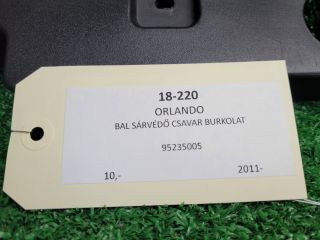 18-220
ORLANDO
BAL SÁRVÉDŐ CSAVAR BURKOLAT
95235005
10,- 2011-